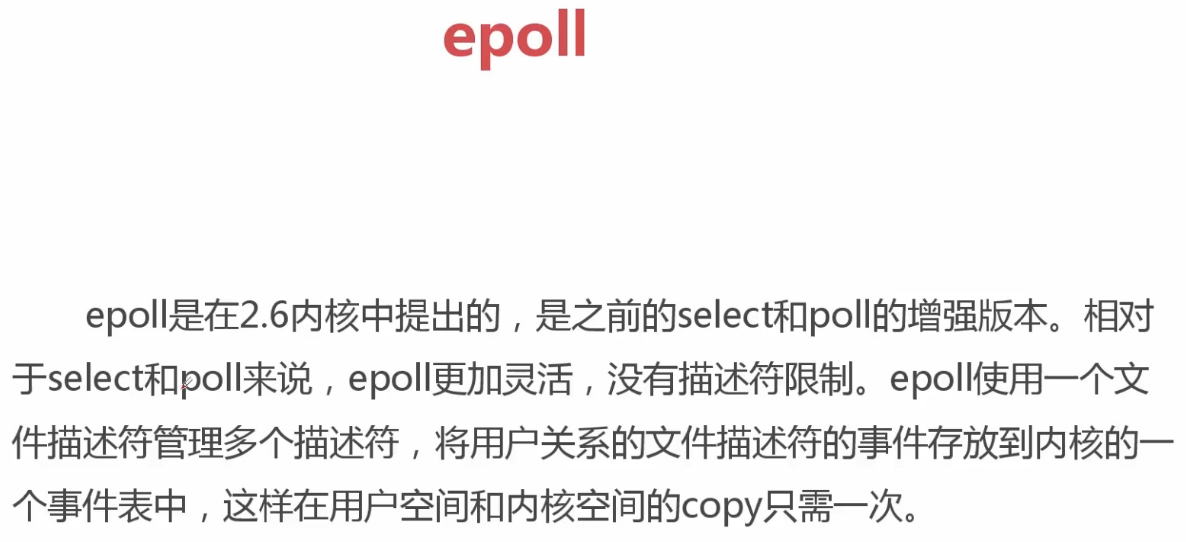 epoll
epoll是在2.6内核中提出的，是之前的select和poll的增强版本。相对
于select和poll来说，epoll更加灵活，没有描述符限制。epoll使用一个文
件描述符管理多个描述符，将用户关系的文件描述符的事件存放到内核的一
个事件表中，这样在用户空间和内核空间的copy只需一次。